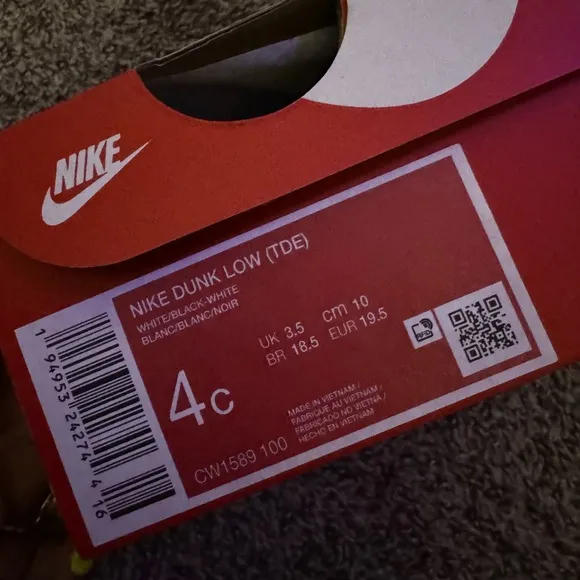 NIKE
NIKE DUNK LOW (TDE)
WHITE/BLACK-WHITE
BLANC/BLANC/NOIR
UK 3.5 cm 10
BR 18.5 EUR 19.5
4C
MADE IN VIETNAM /
FABRIQUE AU VIETNAM /
FABRICADO NO VIETNÃ /
HECHO EN VIETNAM
CW1589 100
1 94953 24274 4 16
RFID